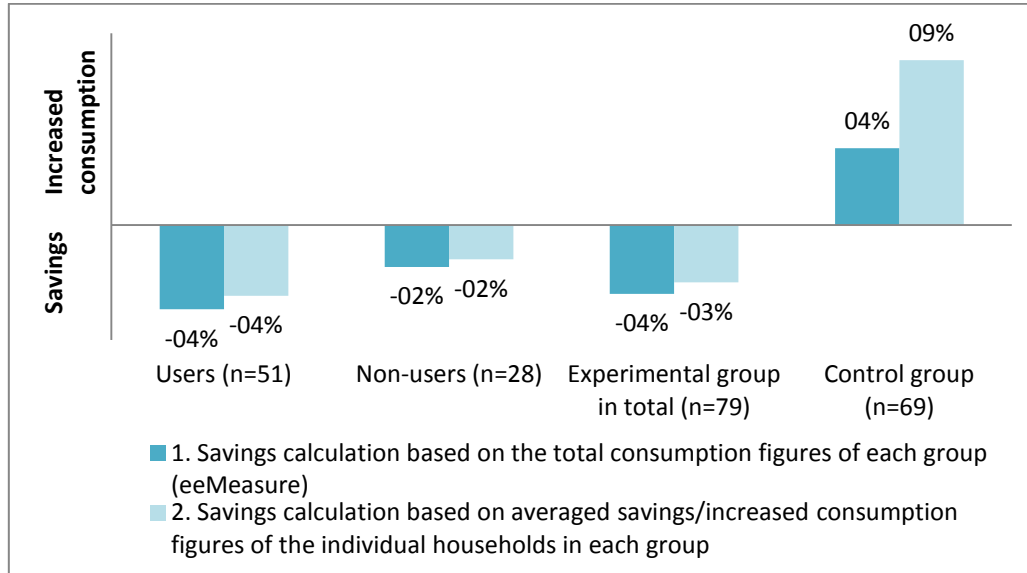 Increased
consumption
Savings
09%
04%
-04%
-04%
-02%
-02%
-04%
-03%
Users (n=51)
Non-users (n=28)
Experimental group
in total (n=79)
Control group
(n=69)
1. Savings calculation based on the total consumption figures of each group
(eeMeasure)
2. Savings calculation based on averaged savings/increased consumption
figures of the individual households in each group